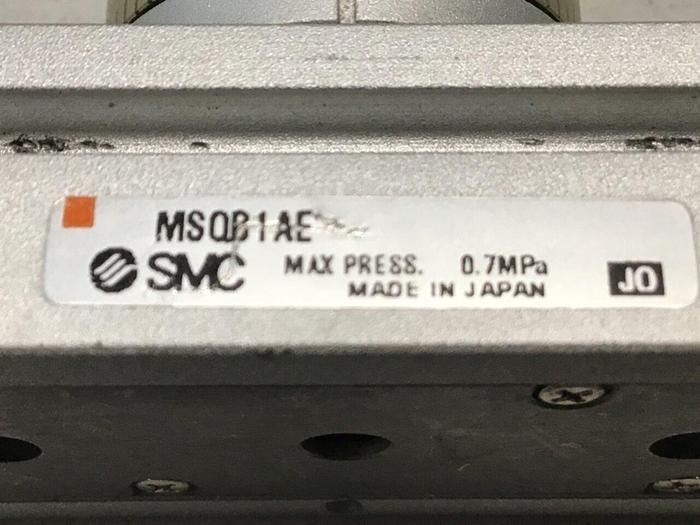 MSQB1AE
SMC MAX PRESS. 0.7MPa
MADE IN JAPAN
JO